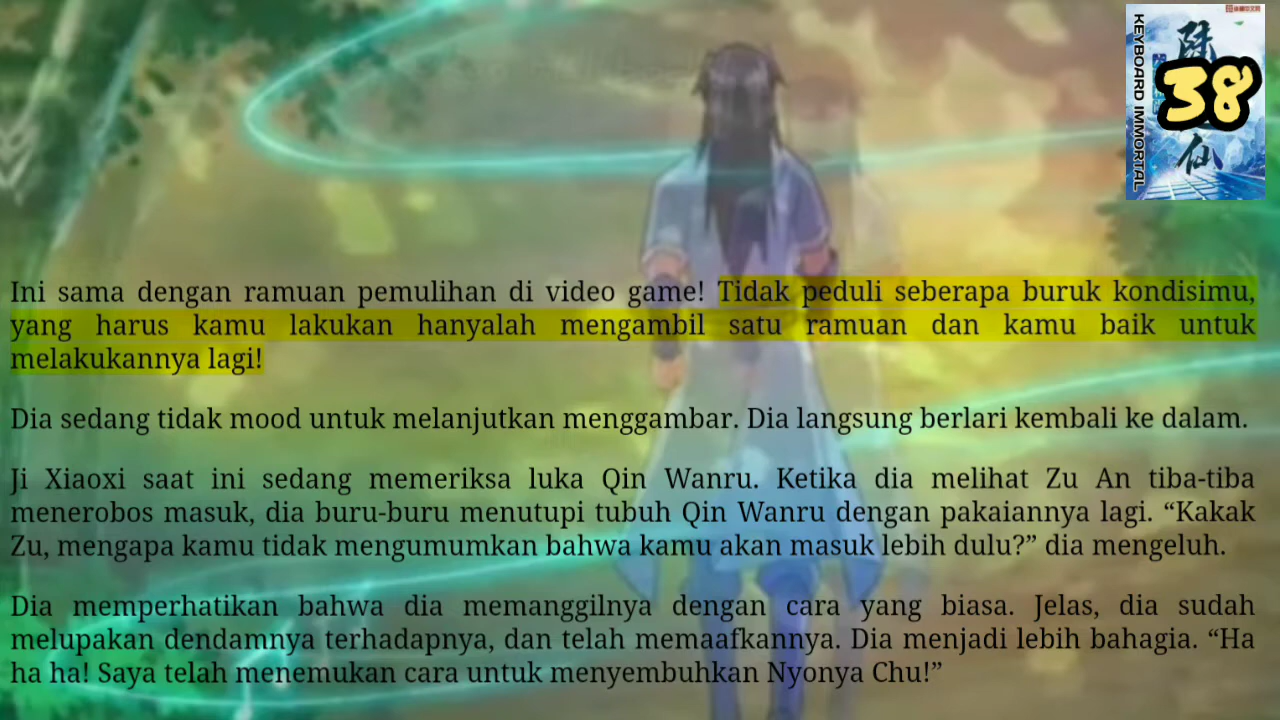 KEYBOARD IMMORTAL
38
仙
Ini sama dengan ramuan pemulihan di video game! Tidak peduli seberapa buruk kondisimu,
yang harus kamu lakukan hanyalah mengambil satu ramuan dan kamu baik untuk
melakukannya lagi!
Dia sedang tidak mood untuk melanjutkan menggambar. Dia langsung berlari kembali ke dalam.
Ji Xiaoxi saat ini sedang memeriksa luka Qin Wanru. Ketika dia melihat Zu An tiba-tiba
menerobos masuk, dia buru-buru menutupi tubuh Qin Wanru dengan pakaiannya lagi. “Kakak
Zu, mengapa kamu tidak mengumumkan bahwa kamu akan masuk lebih dulu?” dia mengeluh.
Dia memperhatikan bahwa dia memanggilnya dengan cara yang biasa. Jelas, dia sudah
melupakan dendamnya terhadapnya, dan telah memaafkannya. Dia menjadi lebih bahagia. “Ha
ha ha! Saya telah menemukan cara untuk menyembuhkan Nyonya Chu!”